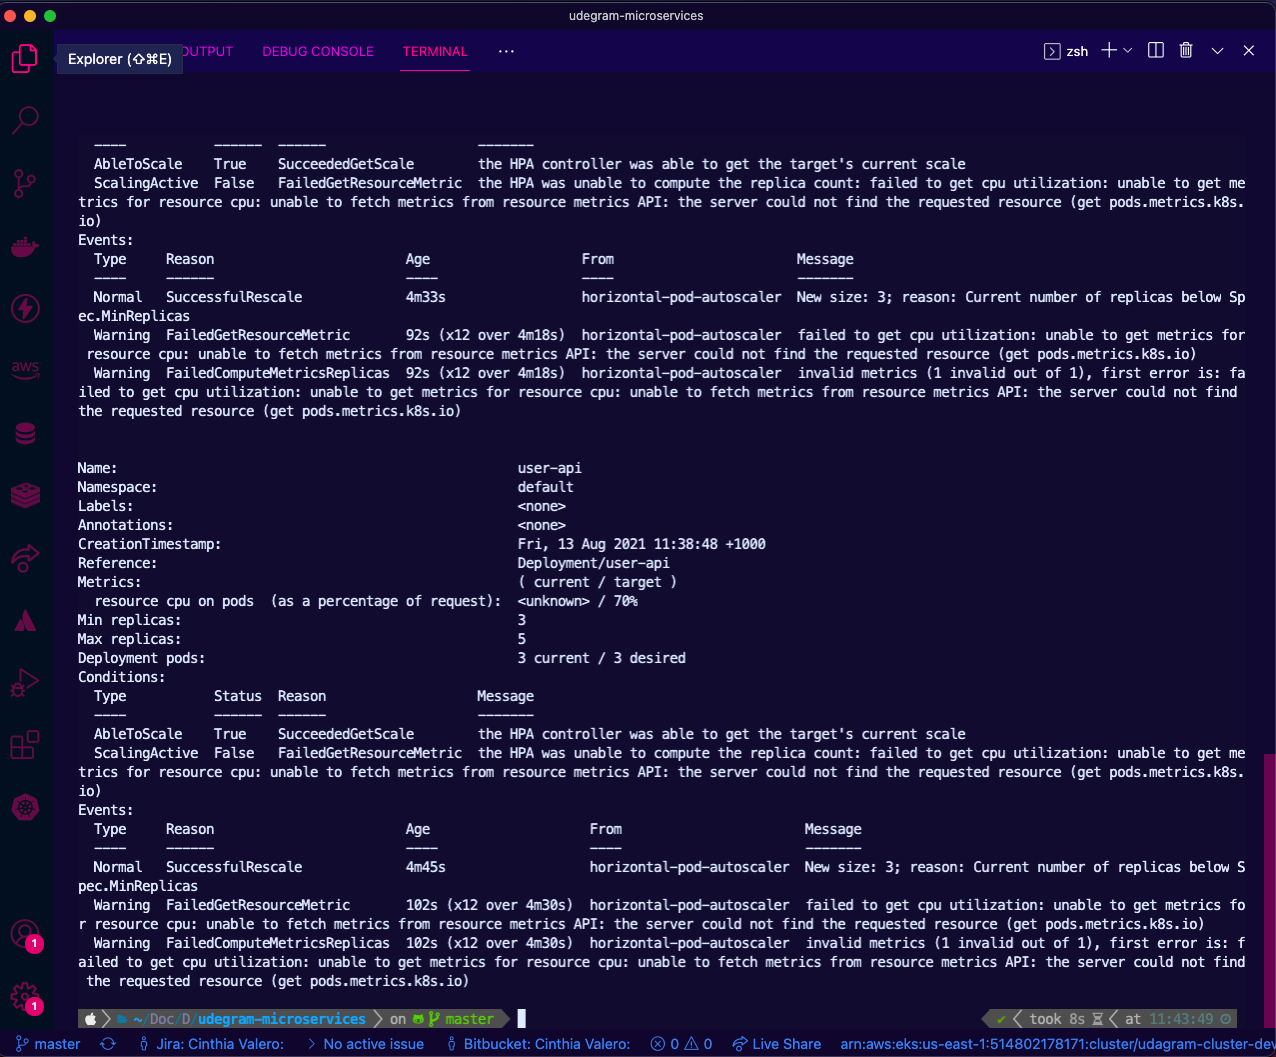 udegram-microservices
Explorer (⇧⌘E)
OUTPUT
DEBUG CONSOLE
TERMINAL
zsh
---- ------ ------ -------
AbleToScale True SucceededGetScale the HPA controller was able to get the target's current scale
ScalingActive False FailedGetResourceMetric the HPA was unable to compute the replica count: failed to get cpu utilization: unable to get me
trics for resource cpu: unable to fetch metrics from resource metrics API: the server could not find the requested resource (get pods.metrics.k8s.
io)
Events:
Type Reason Age From Message
---- ------ ---- ---- -------
Normal SuccessfulRescale 4m33s horizontal-pod-autoscaler New size: 3; reason: Current number of replicas below Sp
ec.MinReplicas
Warning FailedGetResourceMetric 92s (x12 over 4m18s) horizontal-pod-autoscaler failed to get cpu utilization: unable to get metrics for
resource cpu: unable to fetch metrics from resource metrics API: the server could not find the requested resource (get pods.metrics.k8s.io)
Warning FailedComputeMetricsReplicas 92s (x12 over 4m18s) horizontal-pod-autoscaler invalid metrics (1 invalid out of 1), first error is: fa
iled to get cpu utilization: unable to get metrics for resource cpu: unable to fetch metrics from resource metrics API: the server could not find
the requested resource (get pods.metrics.k8s.io)
Name: user-api
Namespace: default
Labels: <none>
Annotations: <none>
CreationTimestamp: Fri, 13 Aug 2021 11:38:48 +1000
Reference: Deployment/user-api
Metrics: ( current / target )
resource cpu on pods (as a percentage of request): <unknown> / 70%
Min replicas: 3
Max replicas: 5
Deployment pods: 3 current / 3 desired
Conditions:
Type Status Reason Message
---- ------ ------ -------
AbleToScale True SucceededGetScale the HPA controller was able to get the target's current scale
ScalingActive False FailedGetResourceMetric the HPA was unable to compute the replica count: failed to get cpu utilization: unable to get me
trics for resource cpu: unable to fetch metrics from resource metrics API: the server could not find the requested resource (get pods.metrics.k8s.
io)
Events:
Type Reason Age From Message
---- ------ ---- ---- -------
Normal SuccessfulRescale 4m45s horizontal-pod-autoscaler New size: 3; reason: Current number of replicas below S
pec.MinReplicas
Warning FailedGetResourceMetric 102s (x12 over 4m30s) horizontal-pod-autoscaler failed to get cpu utilization: unable to get metrics fo
r resource cpu: unable to fetch metrics from resource metrics API: the server could not find the requested resource (get pods.metrics.k8s.io)
Warning FailedComputeMetricsReplicas 102s (x12 over 4m30s) horizontal-pod-autoscaler invalid metrics (1 invalid out of 1), first error is: f
ailed to get cpu utilization: unable to get metrics for resource cpu: unable to fetch metrics from resource metrics API: the server could not find
the requested resource (get pods.metrics.k8s.io)
~/Doc/D/udegram-microservices on master took 8s at 11:43:49
aws
1
1
master Jira: Cinthia Valero: No active issue Bitbucket: Cinthia Valero: 0 0 Live Share arn:aws:eks:us-east-1:514802178171:cluster/udagram-cluster-dev